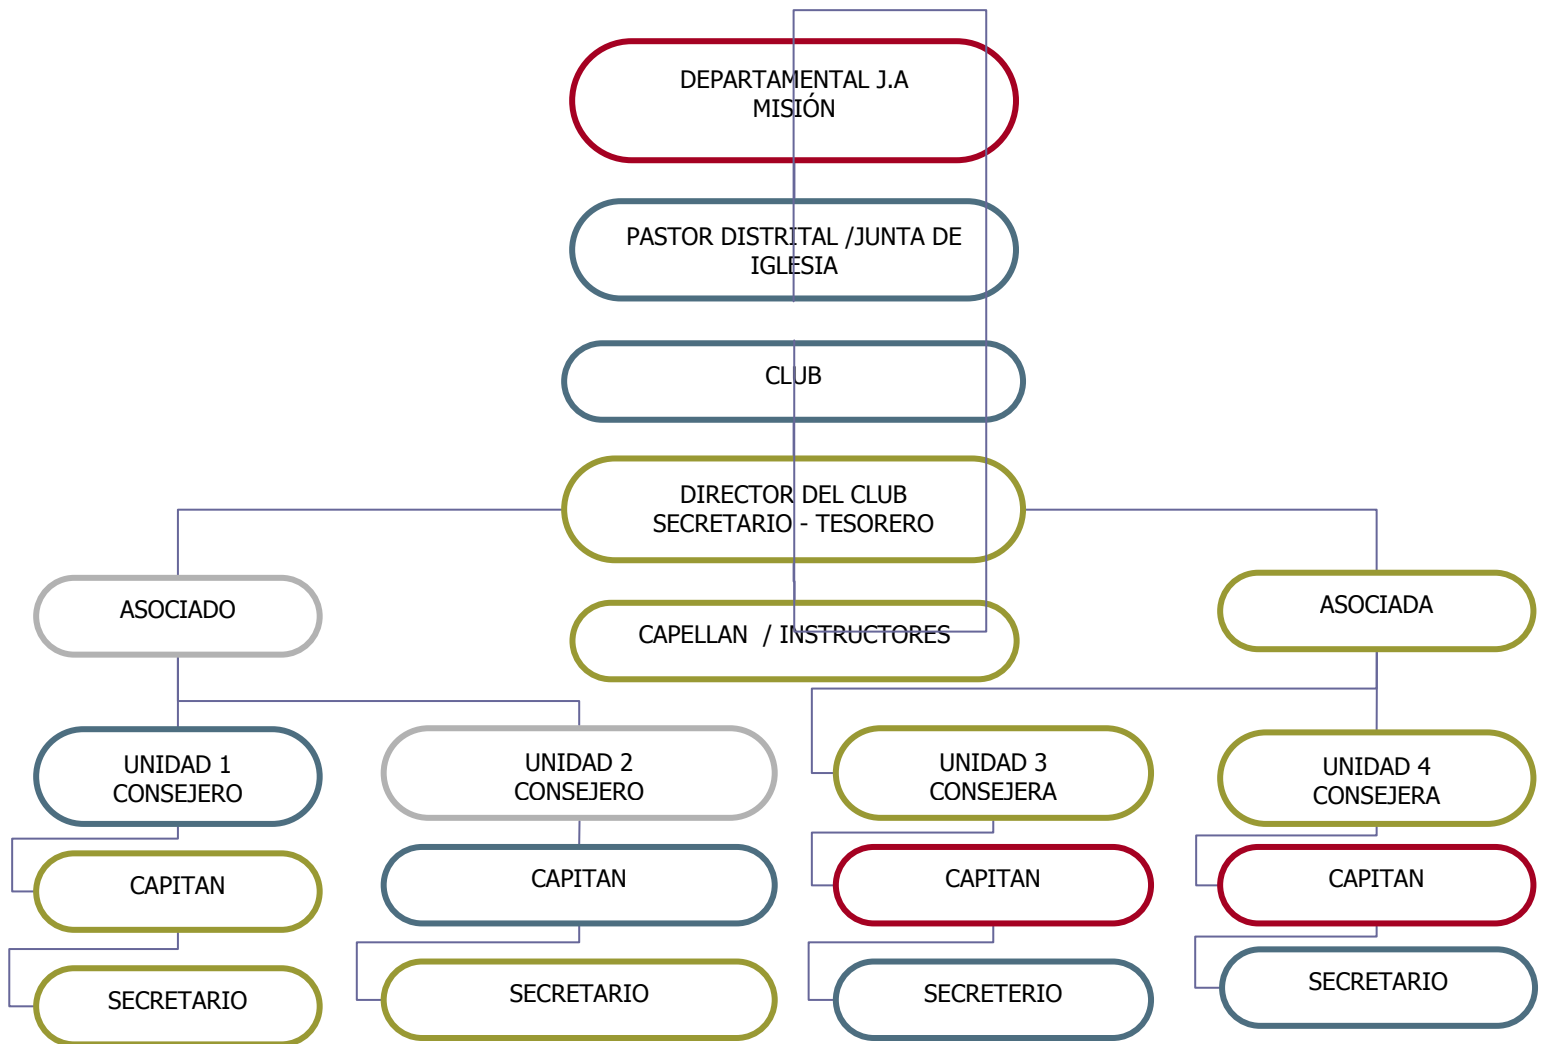 DEPARTAMENTAL J.A
MISIÓN
PASTOR DISTRITAL /JUNTA DE
IGLESIA
CLUB
DIRECTOR DEL CLUB
SECRETARIO - TESORERO
ASOCIADO
CAPELLAN / INSTRUCTORES
ASOCIADA
UNIDAD 1
CONSEJERO
UNIDAD 2
CONSEJERO
UNIDAD 3
CONSEJERA
UNIDAD 4
CONSEJERA
CAPITAN
CAPITAN
CAPITAN
CAPITAN
SECRETARIO
SECRETARIO
SECRETERIO
SECRETARIO